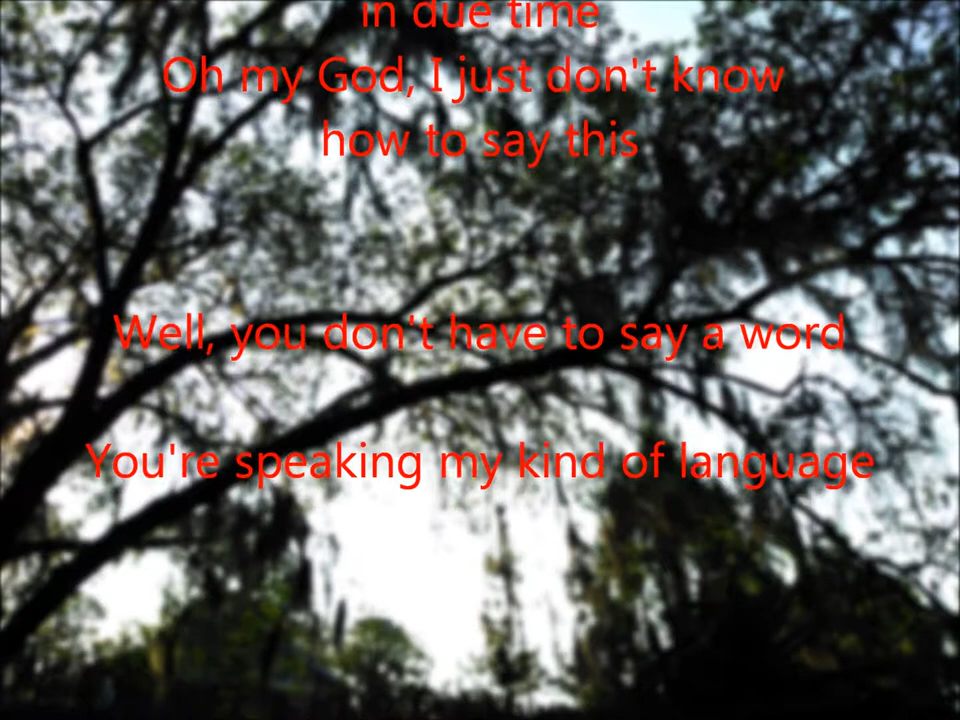 in due time
Oh my God, I just don't know
how to say this
Well, you don't have to say a word
You're speaking my kind of language